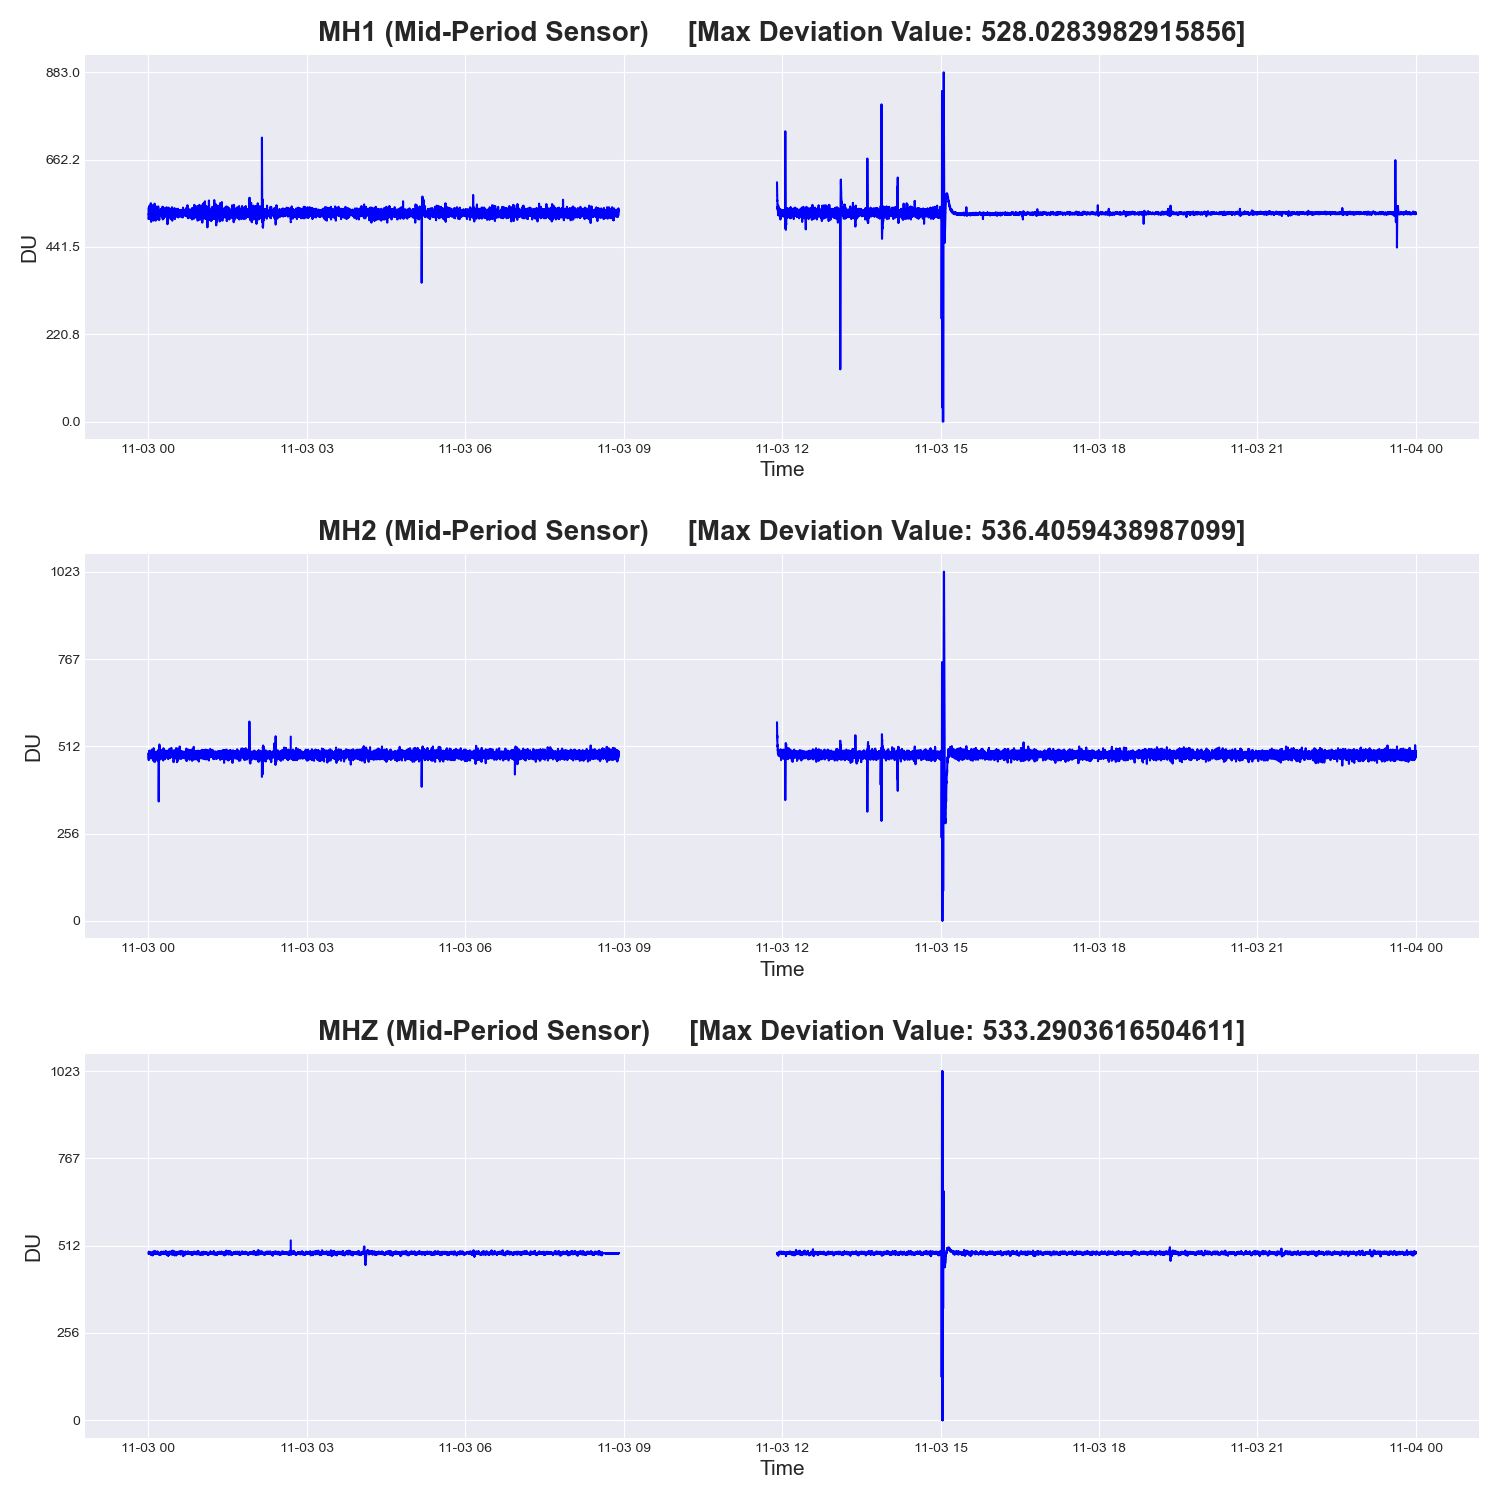 MH1 (Mid-Period Sensor) [Max Deviation Value: 528.0283982915856]
883.0
662.2
441.5
220.8
0.0
DU
11-03 00 11-03 03 11-03 06 11-03 09 11-03 12 11-03 15 11-03 18 11-03 21 11-04 00
Time
MH2 (Mid-Period Sensor) [Max Deviation Value: 536.4059438987099]
1023
767
512
256
0
DU
11-03 00 11-03 03 11-03 06 11-03 09 11-03 12 11-03 15 11-03 18 11-03 21 11-04 00
Time
MHZ (Mid-Period Sensor) [Max Deviation Value: 533.2903616504611]
1023
767
512
256
0
DU
11-03 00 11-03 03 11-03 06 11-03 09 11-03 12 11-03 15 11-03 18 11-03 21 11-04 00
Time